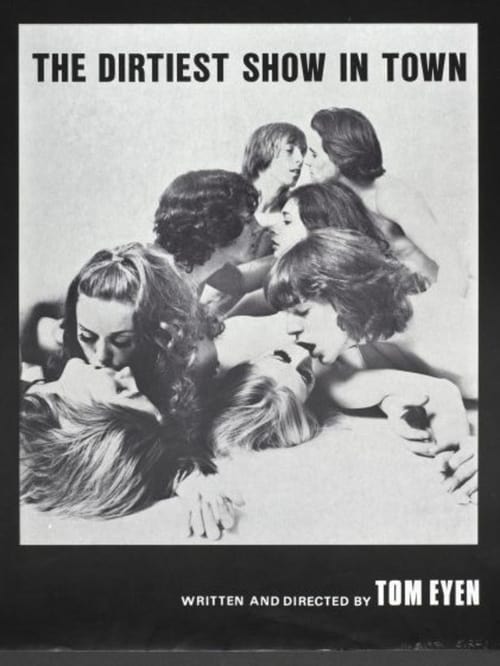 THE DIRTIEST SHOW IN TOWN
WRITTEN AND DIRECTED BY TOM EYEN